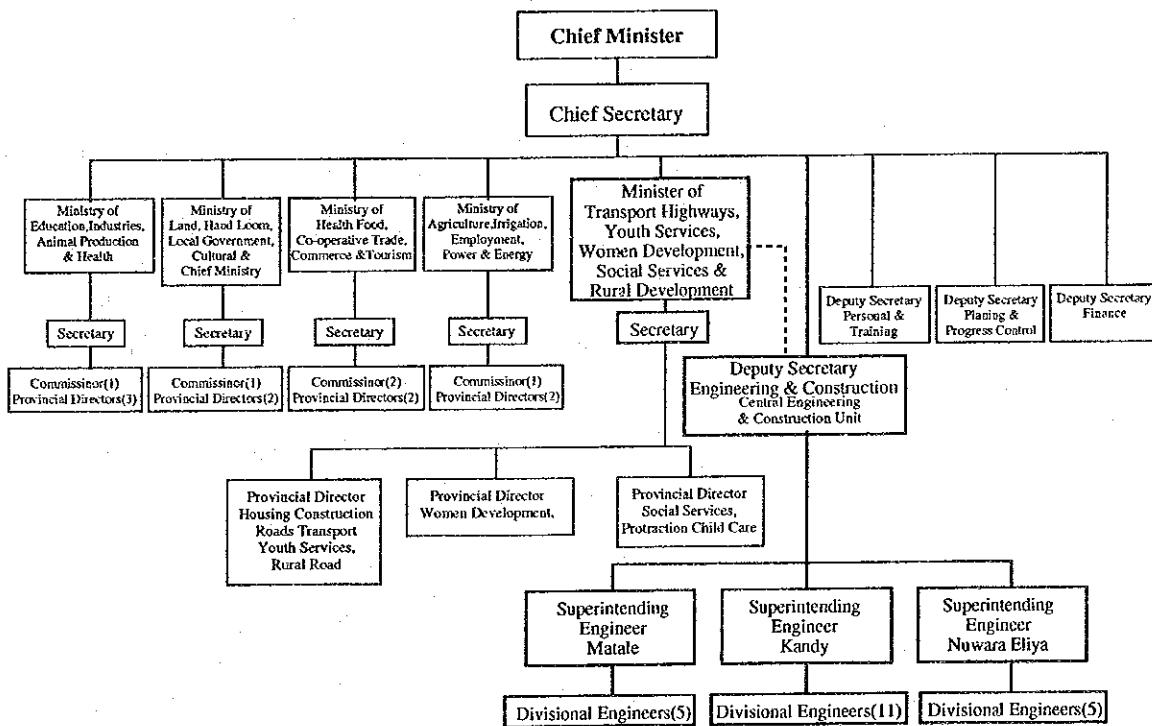 Chief Minister
Chief Secretary
Ministry of
Education,Industries,
Animal Production
& Health
Ministry of
Land, Hand Loom,
Local Government,
Cultural &
Chief Ministry
Ministry of
Health Food,
Co-operative Trade,
Commerce &Tourism
Ministry of
Agriculture,Irrigation,
Employment,
Power & Energy
Minister of
Transport Highways,
Youth Services,
Women Development,
Social Services &
Rural Development
Deputy Secretary
Personal &
Training
Deputy Secretary
Planing &
Progress Control
Deputy Secretary
Finance
Secretary
Secretary
Secretary
Secretary
Secretary
Commissinor(1)
Provincial Directors(3)
Commissinor(1)
Provincial Directors(2)
Commissinor(2)
Provincial Directors(2)
Commissinor(1)
Provincial Directors(2)
Deputy Secretary
Engineering & Construction
Central Engineering
& Construction Unit
Provincial Director
Housing Construction
Roads Transport
Youth Services,
Rural Road
Provincial Director
Women Development,
Provincial Director
Social Services,
Protraction Child Care
Superintending
Engineer
Matale
Superintending
Engineer
Kandy
Superintending
Engineer
Nuwara Eliya
Divisional Engineers(5)
Divisional Engineers(11)
Divisional Engineers(5)